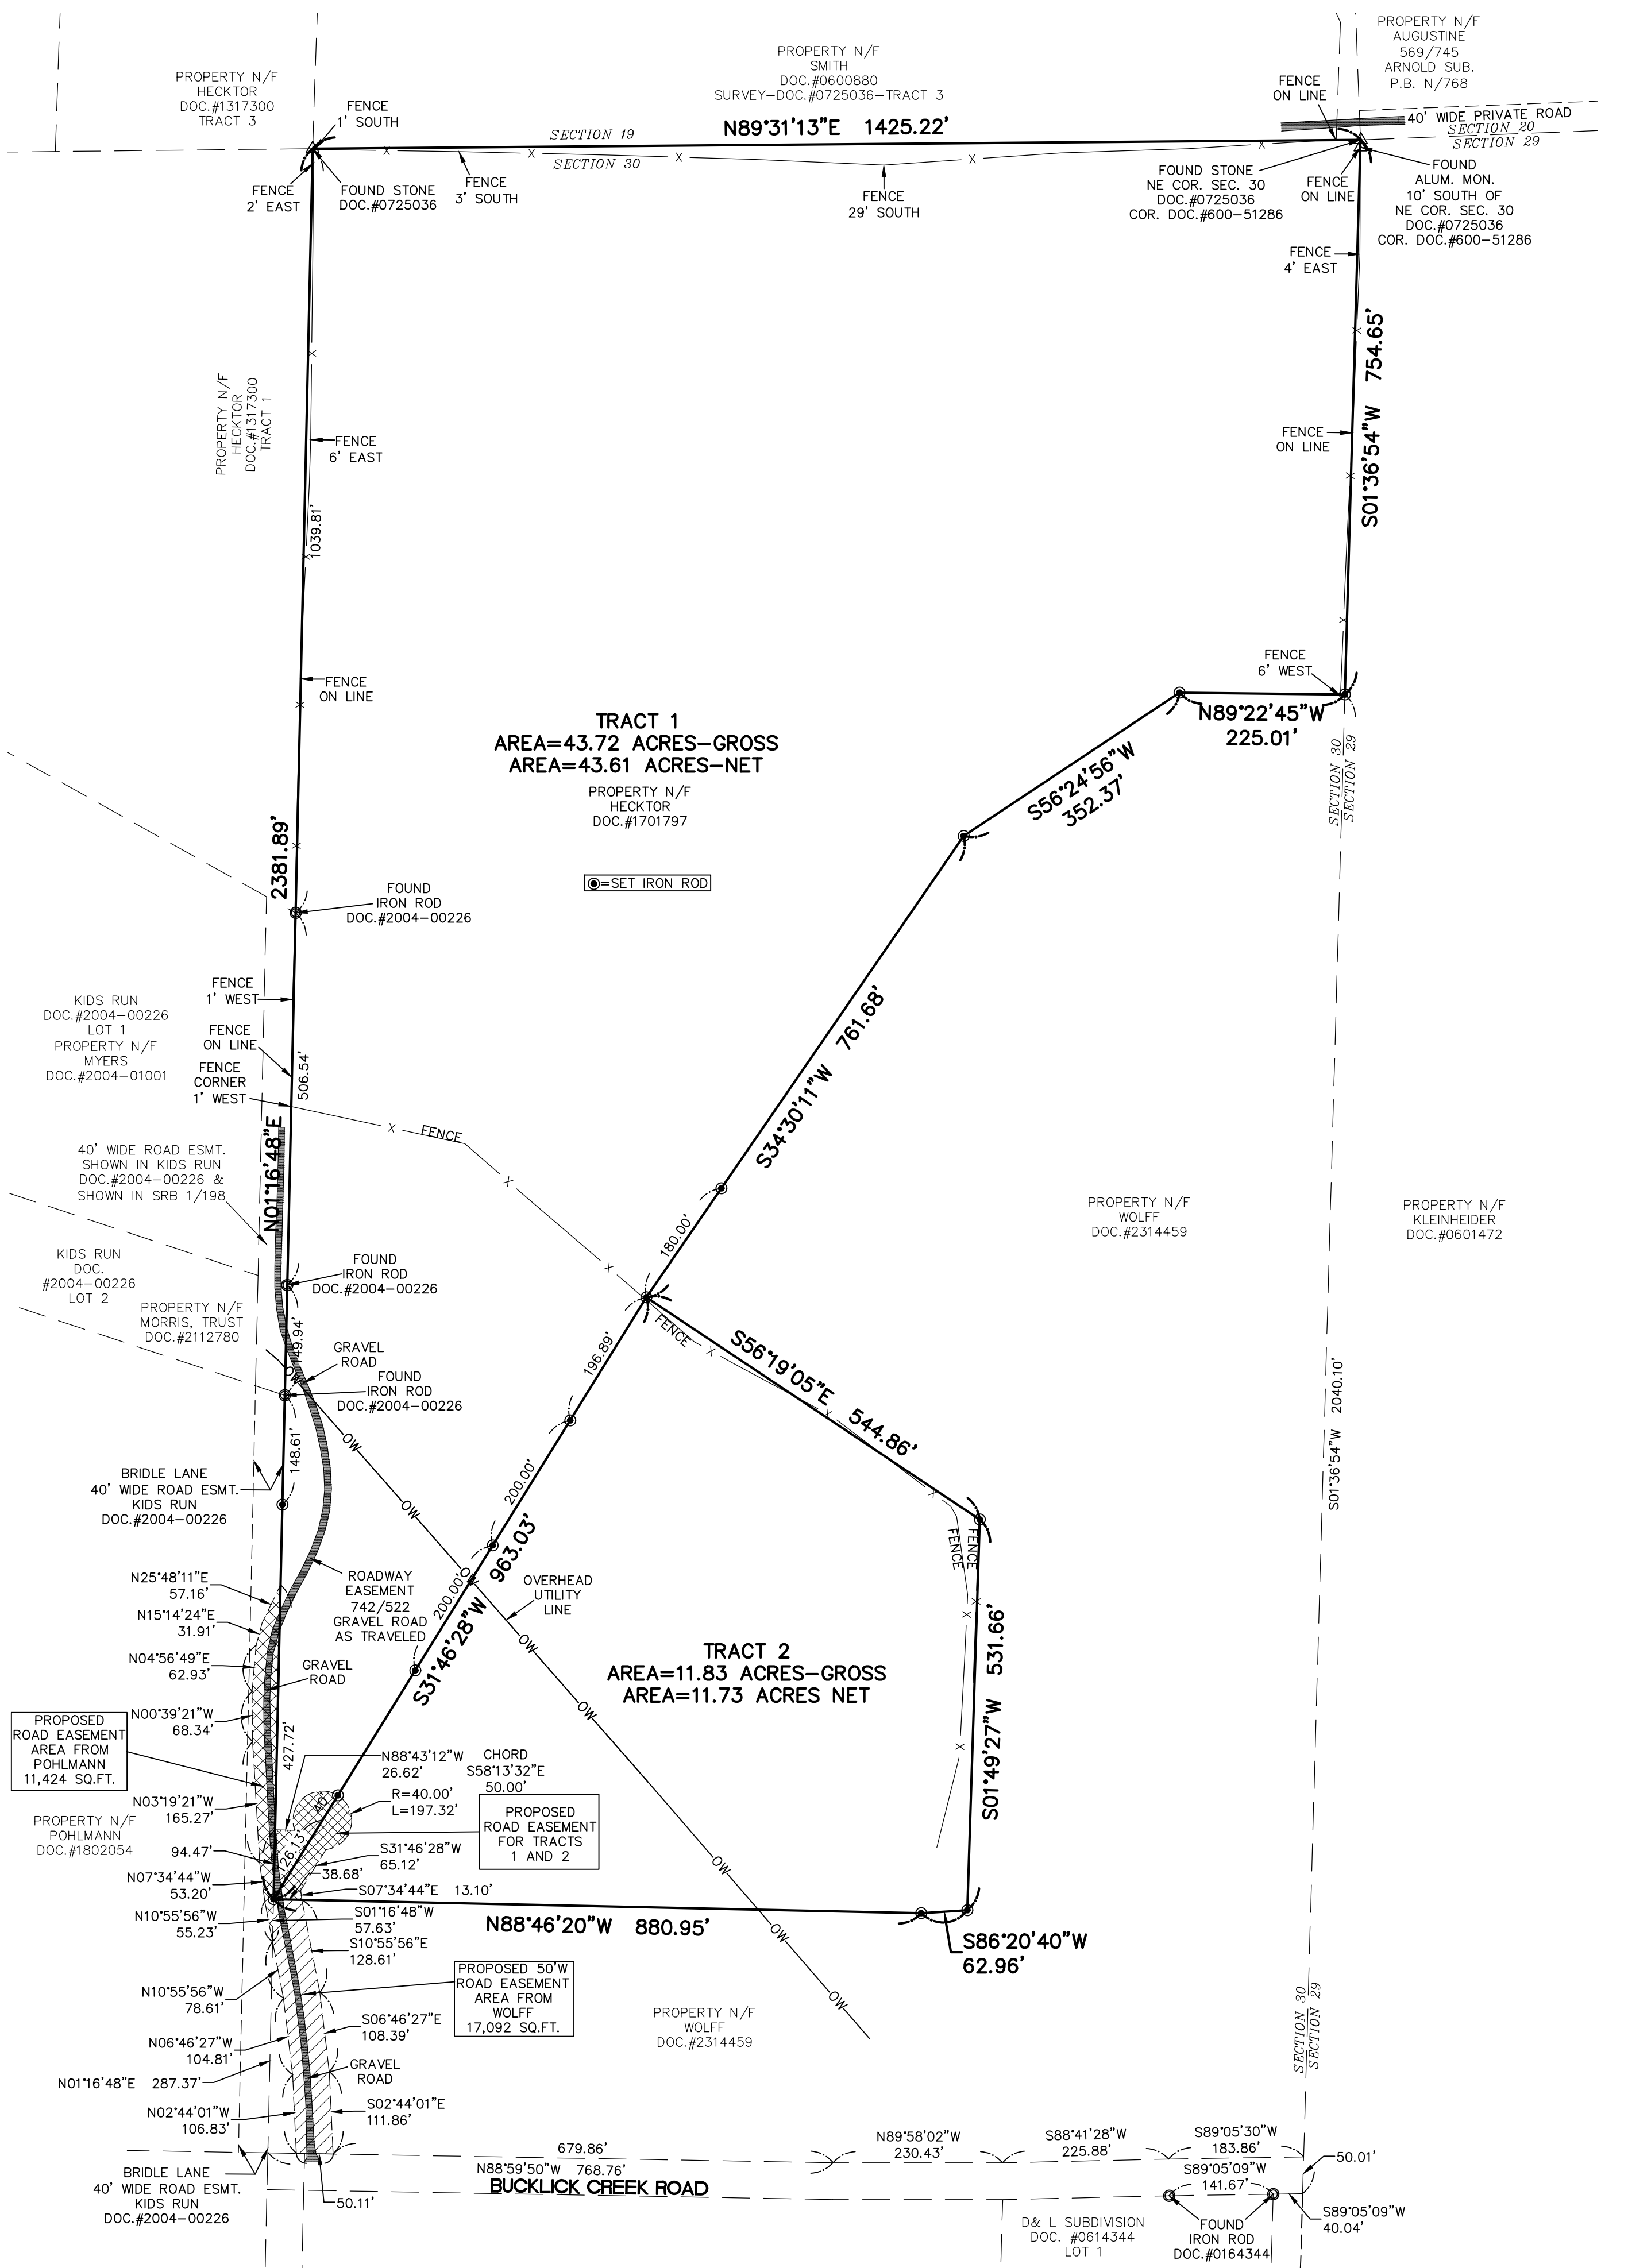 PROPERTY N/F
AUGUSTINE
569/745
ARNOLD SUB.
P.B. N/768
PROPERTY N/F
SMITH
DOC.#0600880
SURVEY-DOC.#0725036-TRACT 3
PROPERTY N/F
HECKTOR
DOC.#1317300
TRACT 3
FENCE
1' SOUTH
FENCE
ON LINE
40' WIDE PRIVATE ROAD
SECTION 20
SECTION 29
SECTION 19
SECTION 30
N89°31'13"E 1425.22'
FENCE
2' EAST
FOUND STONE
DOC.#0725036
FENCE
3' SOUTH
FENCE
29' SOUTH
FOUND STONE
NE COR. SEC. 30
DOC.#0725036
COR. DOC.#600-51286
FENCE
ON LINE
FOUND
ALUM. MON.
10' SOUTH OF
NE COR. SEC. 30
DOC.#0725036
COR. DOC.#600-51286
FENCE
4' EAST
S01°36'54"W 754.65'
PROPERTY N/F
HECKTOR
DOC.#1317300
TRACT 1
FENCE
6' EAST
FENCE
ON LINE
1039.81'
FENCE
6' WEST
FENCE
ON LINE
TRACT 1
AREA=43.72 ACRES-GROSS
AREA=43.61 ACRES-NET
PROPERTY N/F
HECKTOR
DOC.#1701797
N89°22'45"W
225.01'
SECTION 30
SECTION 29
S56°24'56"W
352.37'
2381.89'
=SET IRON ROD
FOUND
IRON ROD
DOC.#2004-00226
FENCE
1' WEST
KIDS RUN
DOC.#2004-00226
LOT 1
PROPERTY N/F
MYERS
DOC.#2004-01001
FENCE
ON LINE
FENCE
CORNER
1' WEST
506.54'
S34°30'11"W 761.68'
FENCE
N01°16'48"E
40' WIDE ROAD ESMT.
SHOWN IN KIDS RUN
DOC.#2004-00226 &
SHOWN IN SRB 1/198
180.00'
PROPERTY N/F
WOLFF
DOC.#2314459
PROPERTY N/F
KLEINHEIDER
DOC.#0601472
KIDS RUN
DOC.
#2004-00226
LOT 2
FOUND
IRON ROD
DOC.#2004-00226
PROPERTY N/F
MORRIS, TRUST
DOC.#2112780
149.94'
GRAVEL
ROAD
196.89'
FENCE
S56°19'05"E 544.86'
OW
FOUND
IRON ROD
DOC.#2004-00226
S01°36'54"W 2040.10'
148.61'
OW
BRIDLE LANE
40' WIDE ROAD ESMT.
KIDS RUN
DOC.#2004-00226
200.00'
OW
FENCE
FENCE
S31°46'28"W 963.03'
N25°48'11"E
57.16'
ROADWAY
EASEMENT
742/522
GRAVEL ROAD
AS TRAVELED
OW
OVERHEAD
UTILITY
LINE
200.00'
N15°14'24"E
31.91'
OW
N04°56'49"E
62.93'
GRAVEL
ROAD
TRACT 2
AREA=11.83 ACRES-GROSS
AREA=11.73 ACRES NET
S01°49'27"W 531.66'
OW
N00°39'21"W
68.34'
PROPOSED
ROAD EASEMENT
AREA FROM
POHLMANN
11,424 SQ.FT.
427.72'
N88°43'12"W
26.62'
CHORD
S58°13'32"E
50.00'
R=40.00'
L=197.32'
40'
N03°19'21"W
165.27'
PROPOSED
ROAD EASEMENT
FOR TRACTS
1 AND 2
PROPERTY N/F
POHLMANN
DOC.#1802054
94.47'
126.13'
S31°46'28"W
65.12'
OW
38.68'
N07°34'44"W
53.20'
S07°34'44"E 13.10'
N10°55'56"W
55.23'
S01°16'48"W
57.63'
N88°46'20"W 880.95'
S86°20'40"W
62.96'
S10°55'56"E
128.61'
PROPOSED 50'W
ROAD EASEMENT
AREA FROM
WOLFF
17,092 SQ.FT.
N10°55'56"W
78.61'
OW
S06°46'27"E
108.39'
PROPERTY N/F
WOLFF
DOC.#2314459
SECTION 30
SECTION 29
N06°46'27"W
104.81'
N01°16'48"E 287.37'
GRAVEL
ROAD
N02°44'01"W
106.83'
S02°44'01"E
111.86'
679.86'
N89°58'02"W
230.43'
S88°41'28"W
225.88'
S89°05'30"W
183.86'
50.01'
N88°59'50"W 768.76'
BUCKLICK CREEK ROAD
S89°05'09"W
141.67'
BRIDLE LANE
40' WIDE ROAD ESMT.
KIDS RUN
DOC.#2004-00226
50.11'
S89°05'09"W
40.04'
D& L SUBDIVISION
DOC. #0614344
LOT 1
FOUND
IRON ROD
DOC.#0164344